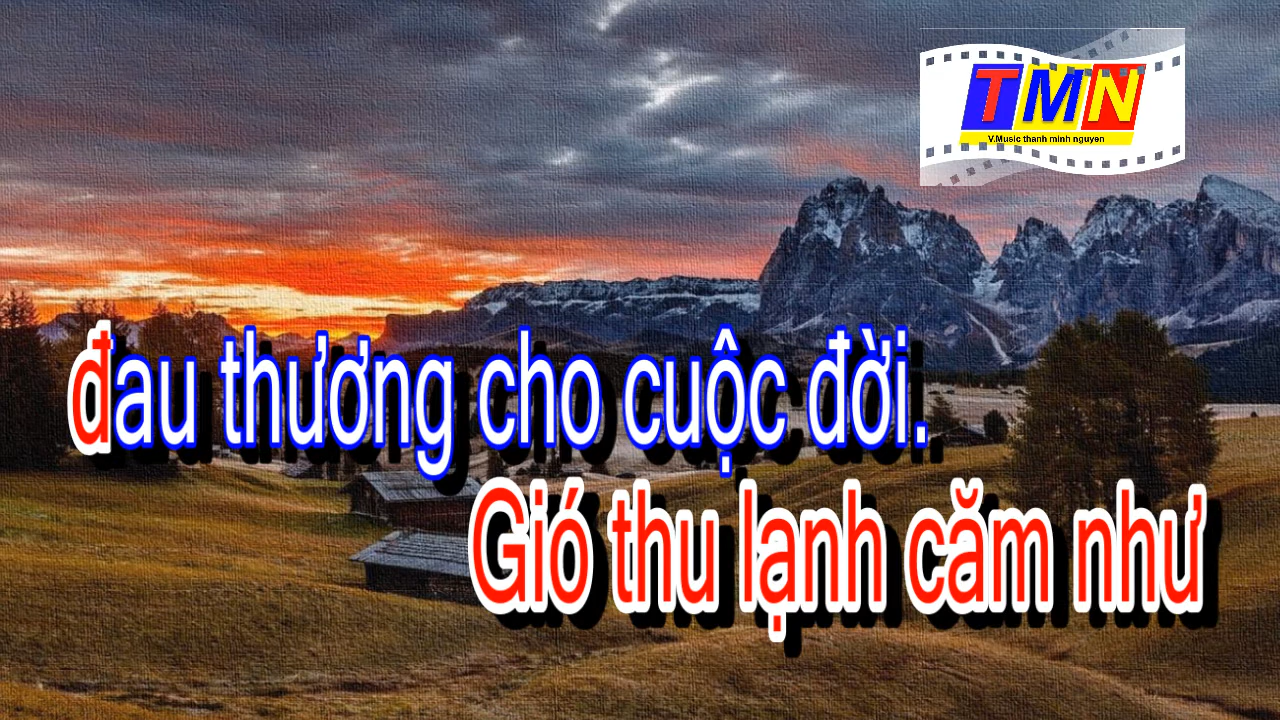 TMN
V.Music thanh minh nguyen
đau thương cho cuộc đời.
Gió thu lạnh căm như